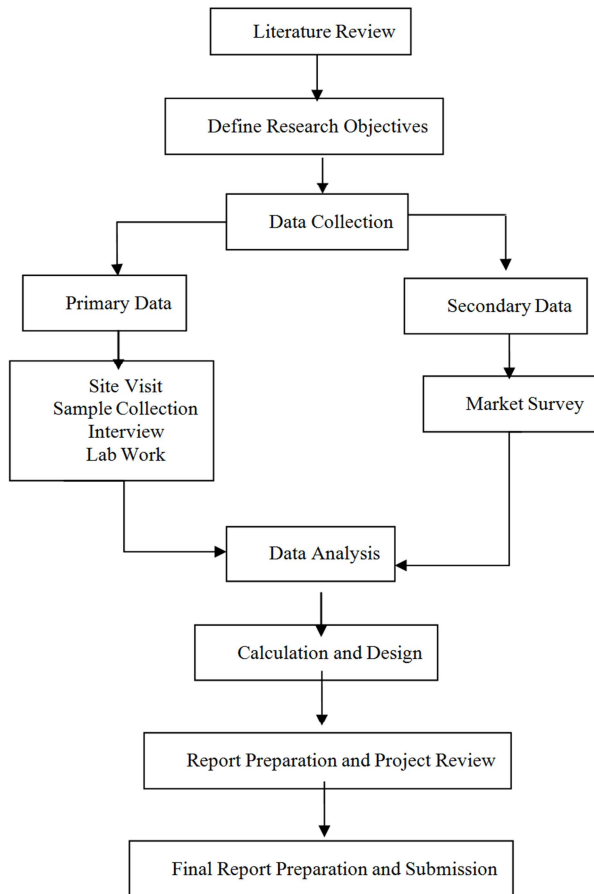 Literature Review
Define Research Objectives
Data Collection
Primary Data
Secondary Data
Site Visit
Sample Collection
Interview
Lab Work
Market Survey
Data Analysis
Calculation and Design
Report Preparation and Project Review
Final Report Preparation and Submission